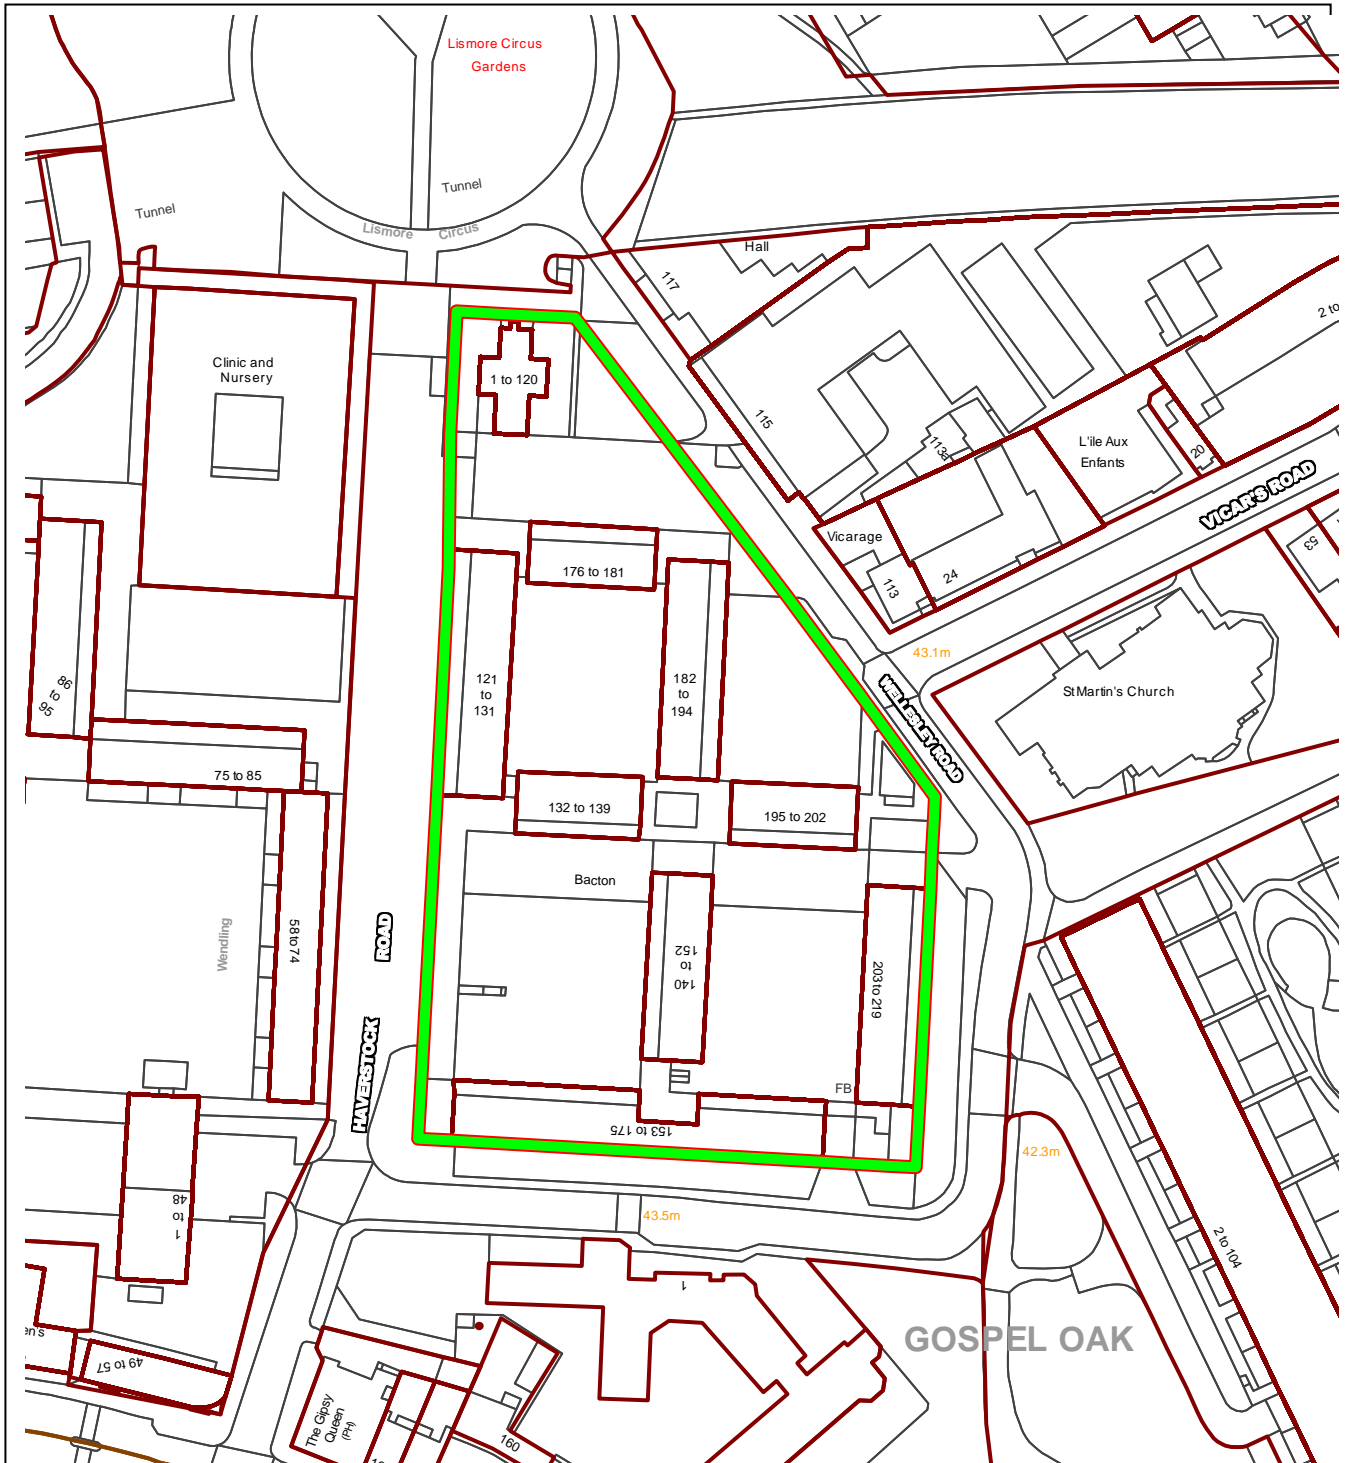 Lismore Circus
Gardens
Tunnel
Tunnel
Lismore Circus
Hall
117
2 to
Clinic and
Nursery
1 to 120
115
113a
L'ile Aux
Enfants
20
VICAR'S ROAD
Vicarage
113
24
53
176 to 181
43.1m
121
to
131
182
to
194
86
to
95
WELLESLEY ROAD
St Martin's Church
75 to 85
132 to 139
195 to 202
Bacton
Wendling
58 to 74
HAVERSTOCK ROAD
152
to
140
203 to 219
FB
153 to 175
42.3m
43.5m
1
to
48
2 to 104
1
GOSPEL OAK
en's
49 to 57
The Gipsy
Queen
(PH)
160